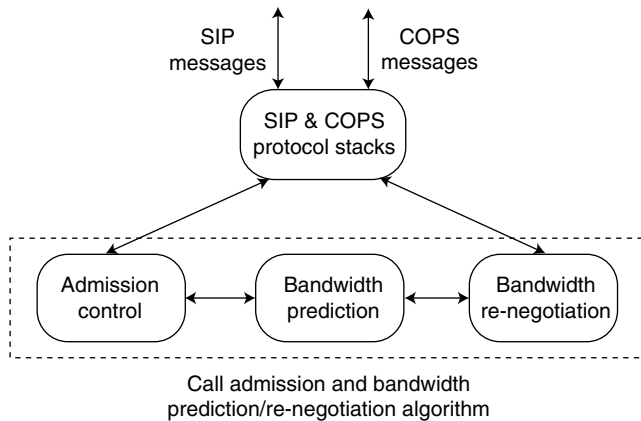 SIP
messages
COPS
messages
SIP & COPS
protocol stacks
Admission
control
Bandwidth
prediction
Bandwidth
re-negotiation
Call admission and bandwidth
prediction/re-negotiation algorithm